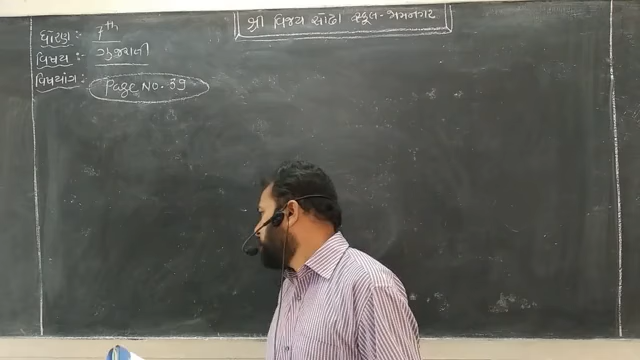 શ્રી વિજય સોઢા સ્કૂલ - જામનગર
ધોરણ :- 7th
વિષય :- ગુજરાતી
વિષયાંગ :- Page NO. 39